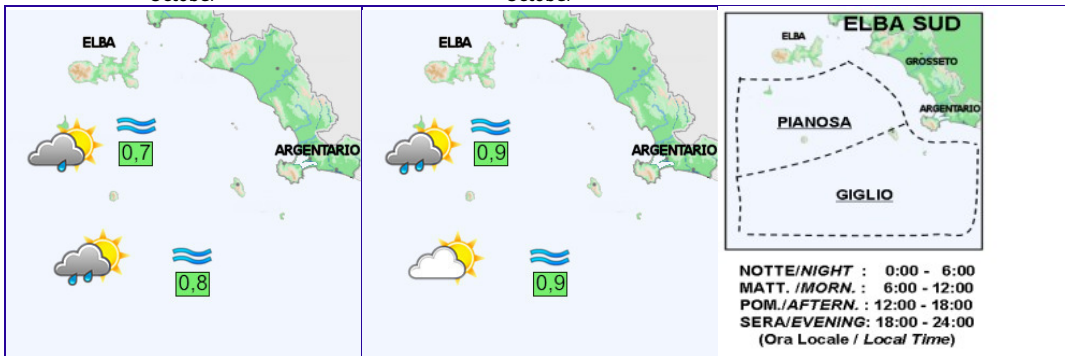 ELBA
ARGENTARIO
0,7
0,8
ELBA
ARGENTARIO
0,9
0,9
ELBA SUD
ELBA
GROSSETO
ARGENTARIO
PIANOSA
GIGLIO
NOTTE/NIGHT : 0:00 - 6:00
MATT. /MORN. : 6:00 - 12:00
POM./AFTERN. : 12:00 - 18:00
SERA/EVENING: 18:00 - 24:00
(Ora Locale / Local Time)